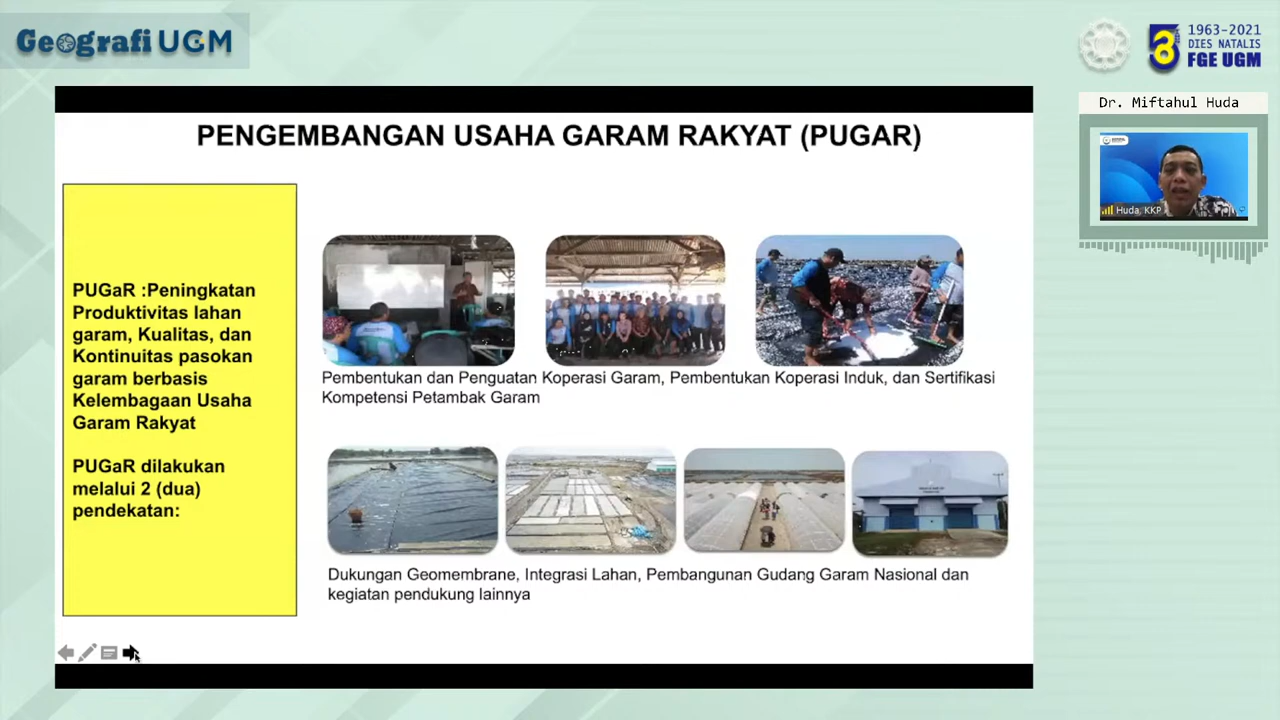 Geografi UGM
1963-2021
DIES NATALIS
FGE UGM
Dr. Miftahul Huda
Huda, KKP
PENGEMBANGAN USAHA GARAM RAKYAT (PUGAR)
PUGaR :Peningkatan
Produktivitas lahan
garam, Kualitas, dan
Kontinuitas pasokan
garam berbasis
Kelembagaan Usaha
Garam Rakyat
PUGaR dilakukan
melalui 2 (dua)
pendekatan:
Pembentukan dan Penguatan Koperasi Garam, Pembentukan Koperasi Induk, dan Sertifikasi
Kompetensi Petambak Garam
Dukungan Geomembrane, Integrasi Lahan, Pembangunan Gudang Garam Nasional dan
kegiatan pendukung lainnya